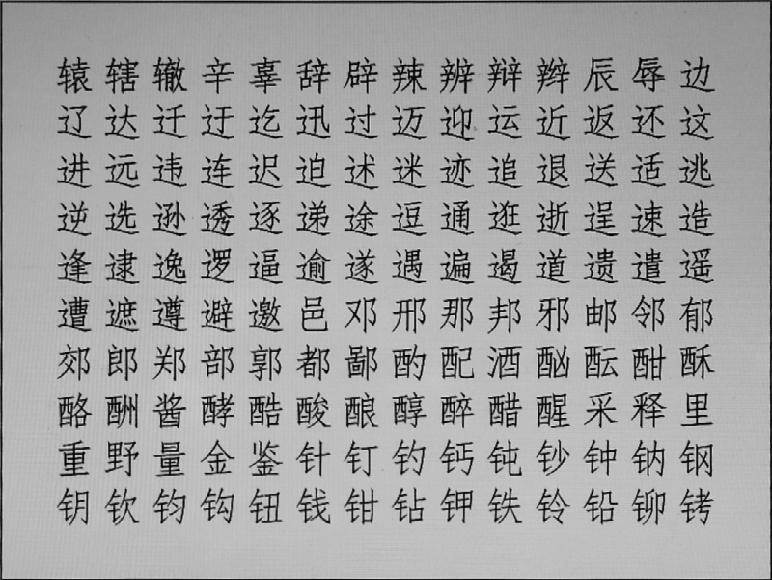 辕辖辙辛辜辞辟辣辨辩辫辰辱边
辽达迁迂迄迅过迈迎运近返还这
进远违连迟迫述迷迹追退送适逃
逆选逊透逐递途逗通逛逝逞速造
逢逮逸逻逼逾遂遇遍遏道遗遣遥
遭遮遵避邀邑邓邢那邦邪邮邻郁
郊郎郑部郭都鄙酌配酒酗酝酣酥
酪酬酱酵酷酸酿醇醉醋醒采释里
重野量金鉴针钉钓钙钝钞钟钠钢
钥钦钧钩钮钱钳钻钾铁铃铅铆铐